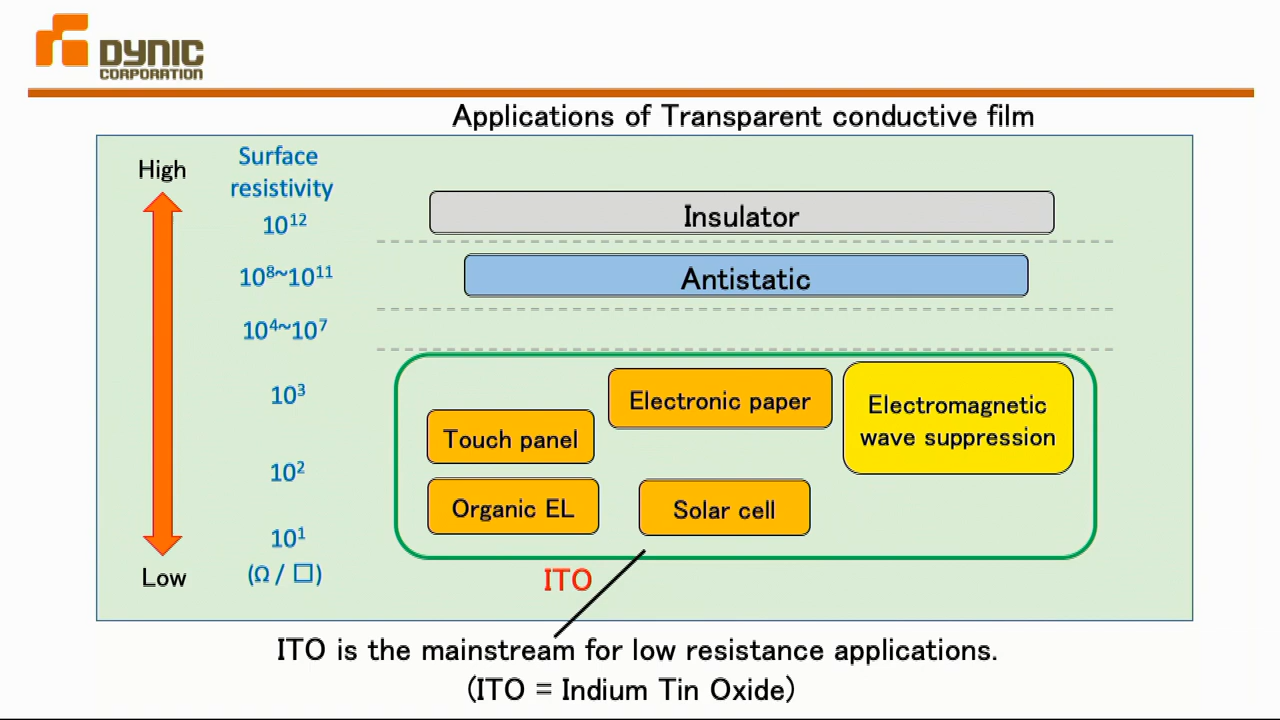 DYNIC
CORPORATION
Applications of Transparent conductive film
High
Surface
resistivity
10¹²
Insulator
10⁸~10¹¹
Antistatic
10⁴~10⁷
10³
Electronic paper
Electromagnetic
wave suppression
Touch panel
10²
Organic EL
Solar cell
10¹
Low
(Ω / □)
ITO
ITO is the mainstream for low resistance applications.
(ITO = Indium Tin Oxide)